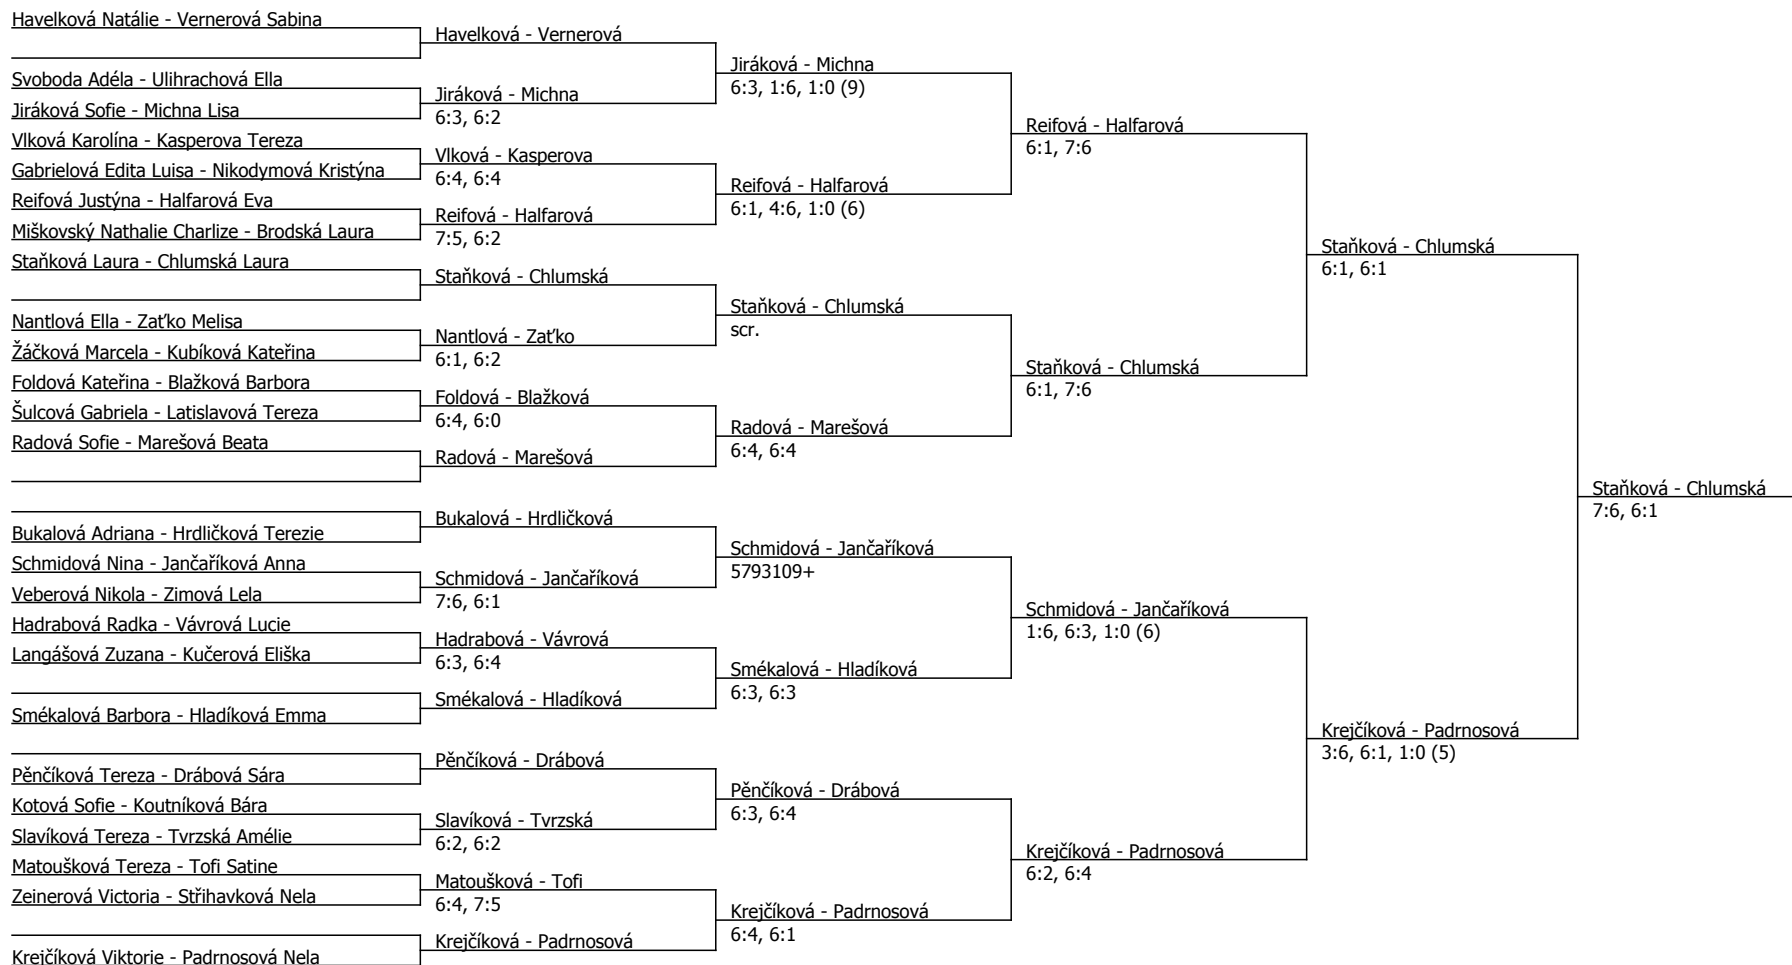 Havelková Natálie - Vernerová Sabina
Svoboda Adéla - Ulihrachová Ella
Jiráková Sofie - Michna Lisa
Vlková Karolína - Kasperova Tereza
Gabrielová Edita Luisa - Nikodymová Kristýna
Reifová Justýna - Halfarová Eva
Miškovský Nathalie Charlize - Brodská Laura
Staňková Laura - Chlumská Laura
Nantlová Ella - Zaťko Melisa
Žáčková Marcela - Kubíková Kateřina
Foldová Kateřina - Blažková Barbora
Šulcová Gabriela - Latislavová Tereza
Radová Sofie - Marešová Beata
Bukalová Adriana - Hrdličková Terezie
Schmidová Nina - Jančaříková Anna
Veberová Nikola - Zimová Lela
Hadrabová Radka - Vávrová Lucie
Langášová Zuzana - Kučerová Eliška
Smékalová Barbora - Hladíková Emma
Pěnčíková Tereza - Drábová Sára
Kotová Sofie - Koutníková Bára
Slavíková Tereza - Tvrzská Amélie
Matoušková Tereza - Tofi Satine
Zeinerová Victoria - Střihavková Nela
Krejčíková Viktorie - Padrnosová Nela
Havelková - Vernerová
Jiráková - Michna
6:3, 6:2
Vlková - Kasperova
6:4, 6:4
Reifová - Halfarová
7:5, 6:2
Staňková - Chlumská
Nantlová - Zaťko
6:1, 6:2
Foldová - Blažková
6:4, 6:0
Radová - Marešová
Bukalová - Hrdličková
Schmidová - Jančaříková
7:6, 6:1
Hadrabová - Vávrová
6:3, 6:4
Smékalová - Hladíková
Pěnčíková - Drábová
Slavíková - Tvrzská
6:2, 6:2
Matoušková - Tofi
6:4, 7:5
Krejčíková - Padrnosová
Jiráková - Michna
6:3, 1:6, 1:0 (9)
Reifová - Halfarová
6:1, 4:6, 1:0 (6)
Staňková - Chlumská
scr.
Radová - Marešová
6:4, 6:4
Schmidová - Jančaříková
5793109+
Smékalová - Hladíková
6:3, 6:3
Pěnčíková - Drábová
6:3, 6:4
Krejčíková - Padrnosová
6:4, 6:1
Reifová - Halfarová
6:1, 7:6
Staňková - Chlumská
6:1, 7:6
Schmidová - Jančaříková
1:6, 6:3, 1:0 (6)
Krejčíková - Padrnosová
6:2, 6:4
Staňková - Chlumská
6:1, 6:1
Krejčíková - Padrnosová
3:6, 6:1, 1:0 (5)
Staňková - Chlumská
7:6, 6:1